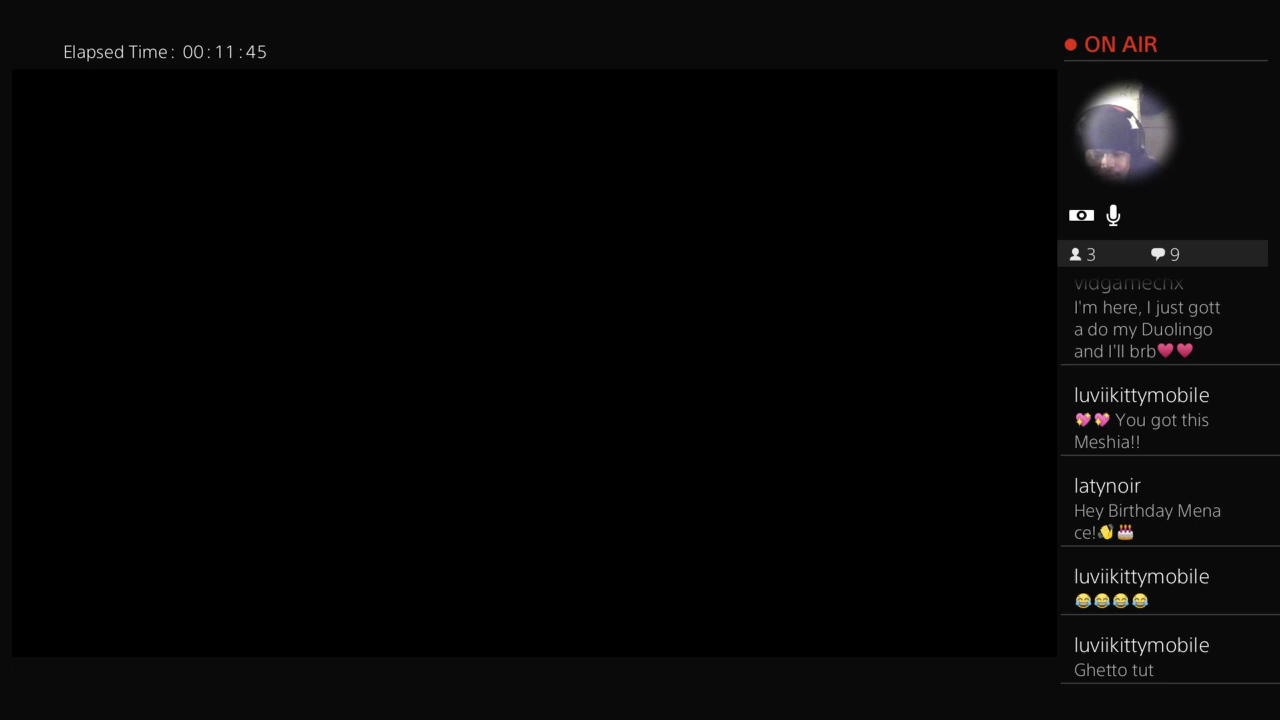 Elapsed Time: 00:11:45
ON AIR
3 9
vidgamechx
I'm here, I just gott
a do my Duolingo
and I'll brb❤❤
luviikittymobile
💖💖 You got this
Meshia!!
latynoir
Hey Birthday Mena
ce!👋🎂
luviikittymobile
😂😂😂😂
luviikittymobile
Ghetto tut